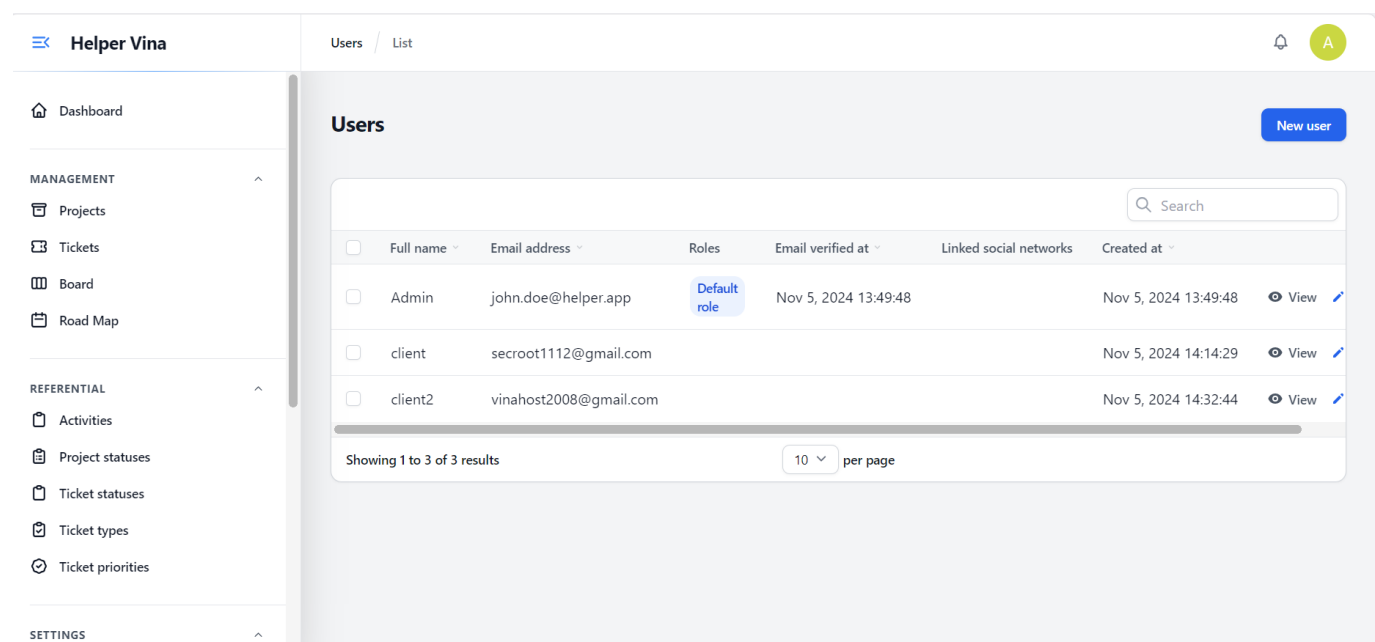 Helper Vina
Users / List
A
Dashboard
MANAGEMENT
Projects
Tickets
Board
Road Map
REFERENTIAL
Activities
Project statuses
Ticket statuses
Ticket types
Ticket priorities
SETTINGS
Users
New user
Search
Full name Email address Roles Email verified at Linked social networks Created at
Admin john.doe@helper.app Default role Nov 5, 2024 13:49:48 Nov 5, 2024 13:49:48 View
client secroot1112@gmail.com Nov 5, 2024 14:14:29 View
client2 vinahost2008@gmail.com Nov 5, 2024 14:32:44 View
Showing 1 to 3 of 3 results 10 per page